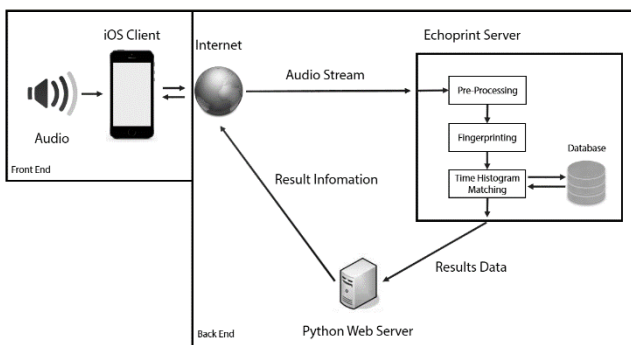 iOS Client
Internet
Echoprint Server
Audio Stream
Pre-Processing
Fingerprinting
Database
Time Histogram
Matching
Audio
Front End
Result Infomation
Results Data
Back End
Python Web Server